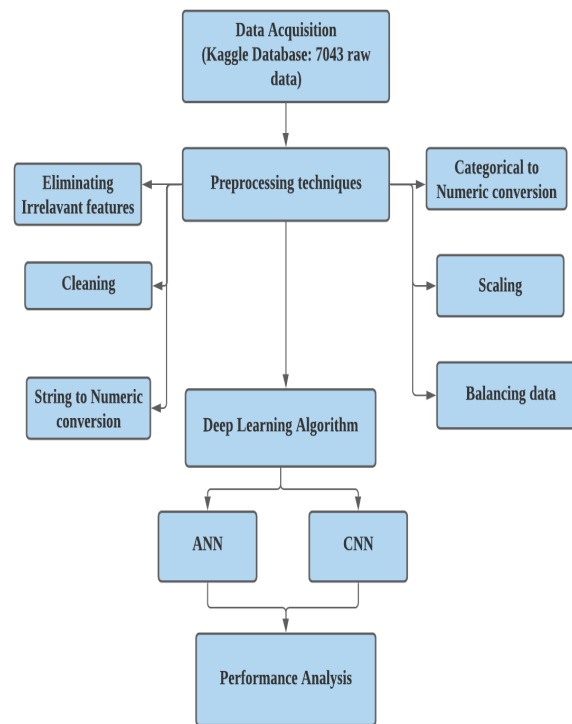 Data Acquisition
(Kaggle Database: 7043 raw
data)
Preprocessing techniques
Eliminating
Irrelavant features
Categorical to
Numeric conversion
Cleaning
Scaling
String to Numeric
conversion
Balancing data
Deep Learning Algorithm
ANN
CNN
Performance Analysis